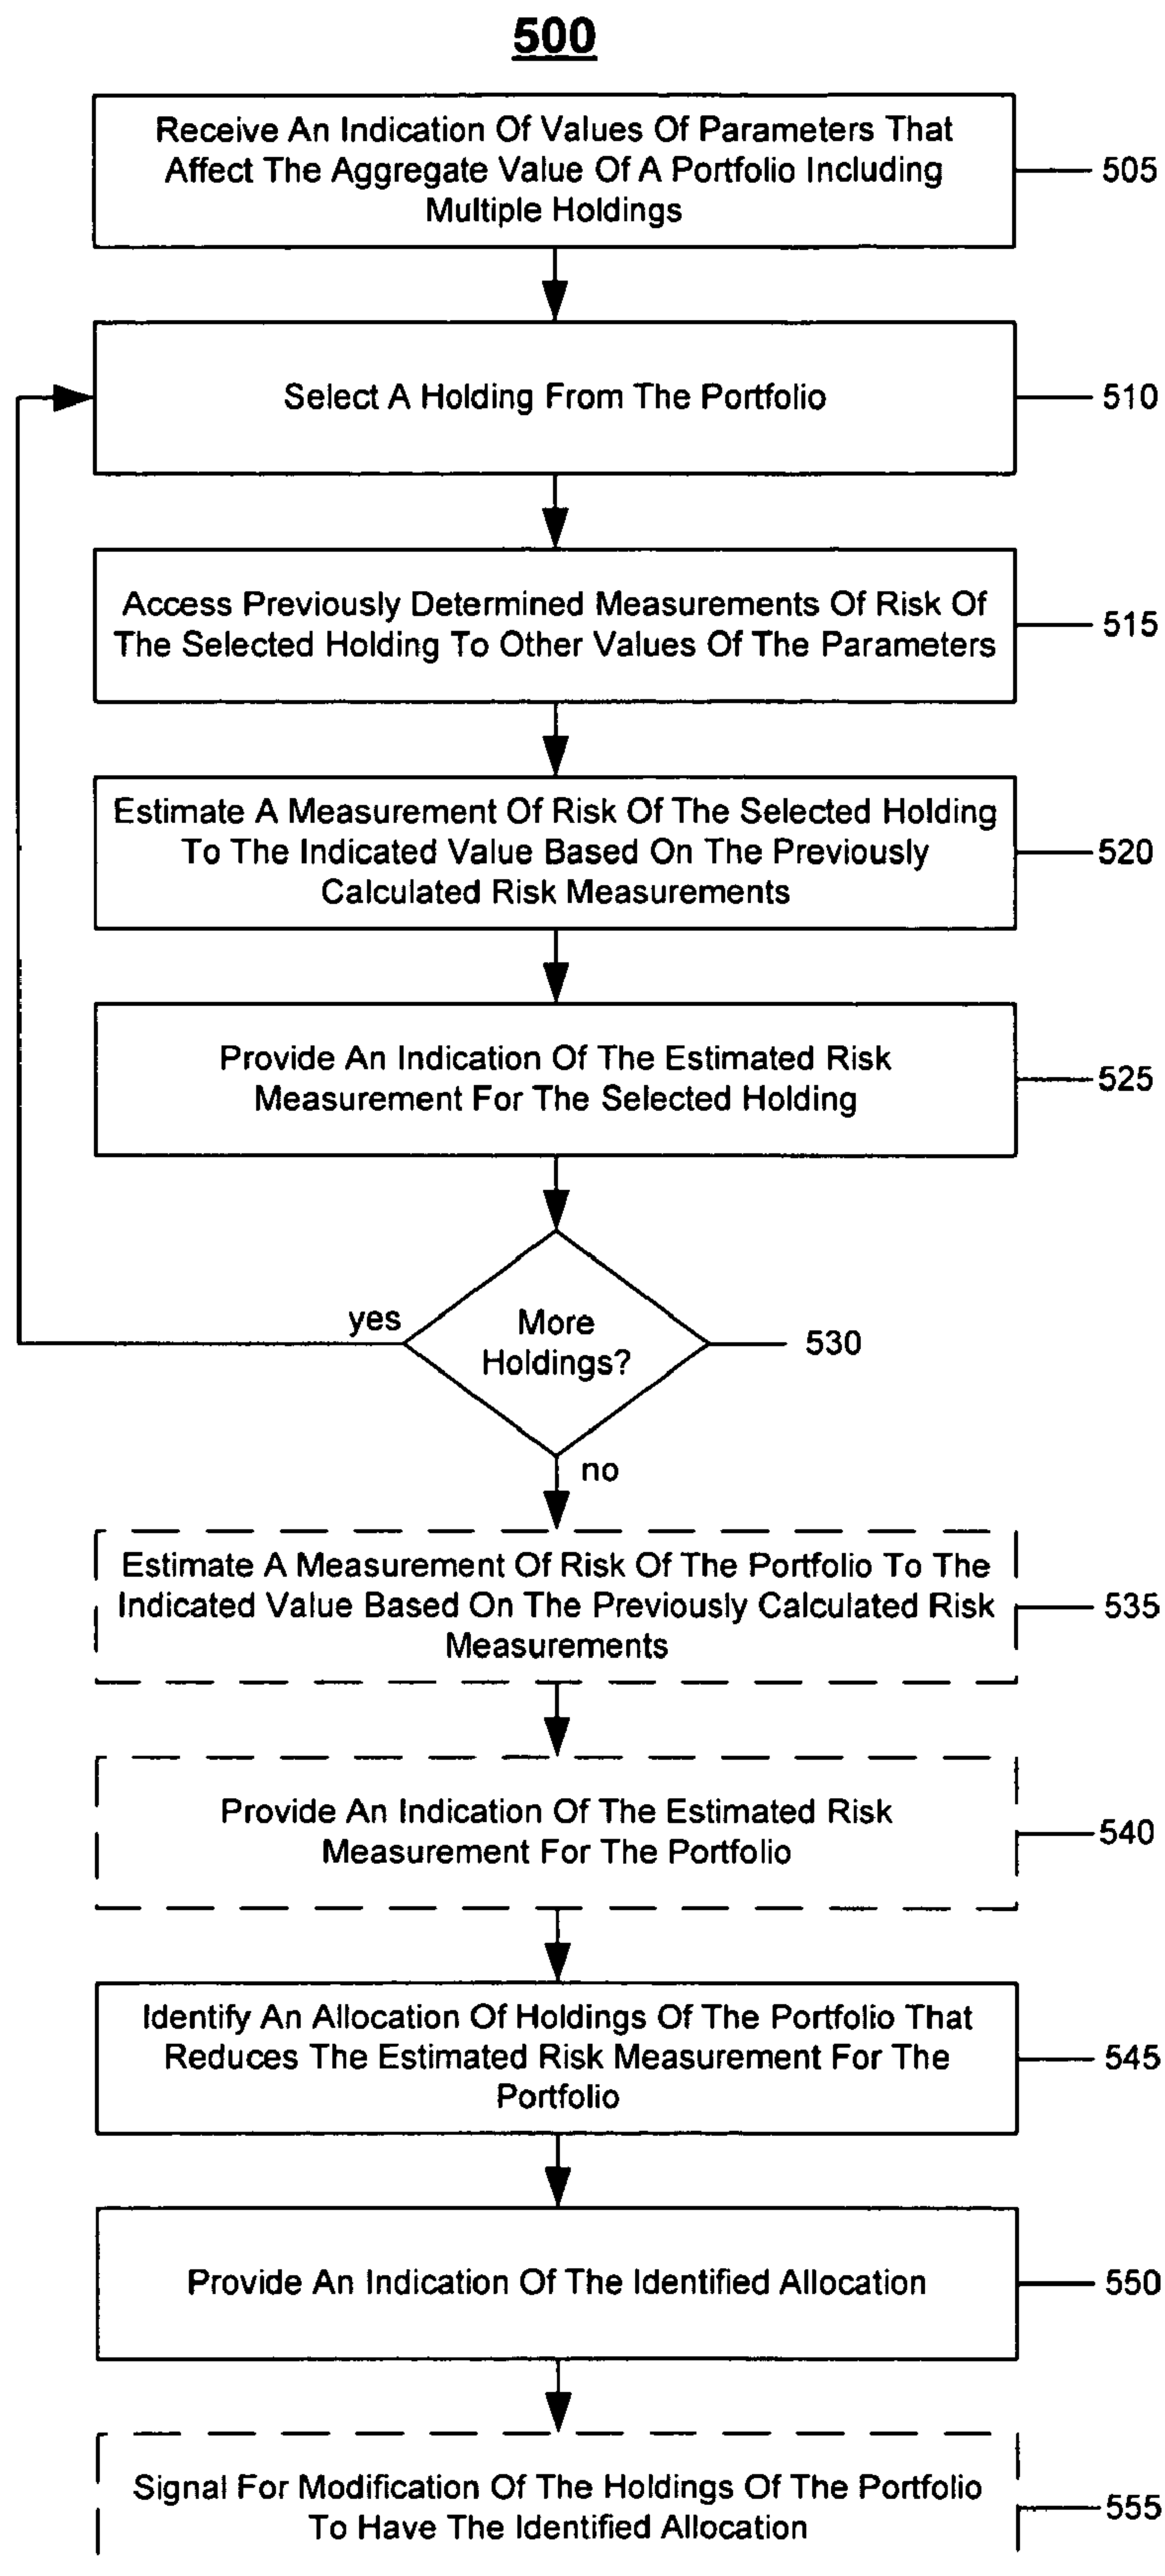 500
Receive An Indication Of Values Of Parameters That
Affect The Aggregate Value Of A Portfolio Including
Multiple Holdings
505
Select A Holding From The Portfolio
510
Access Previously Determined Measurements Of Risk Of
The Selected Holding To Other Values Of The Parameters
515
Estimate A Measurement Of Risk Of The Selected Holding
To The Indicated Value Based On The Previously
Calculated Risk Measurements
520
Provide An Indication Of The Estimated Risk
Measurement For The Selected Holding
525
yes
More
Holdings?
530
no
Estimate A Measurement Of Risk Of The Portfolio To The
Indicated Value Based On The Previously Calculated Risk
Measurements
535
Provide An Indication Of The Estimated Risk
Measurement For The Portfolio
540
Identify An Allocation Of Holdings Of The Portfolio That
Reduces The Estimated Risk Measurement For The
Portfolio
545
Provide An Indication Of The Identified Allocation
550
Signal For Modification Of The Holdings Of The Portfolio
To Have The Identified Allocation
555